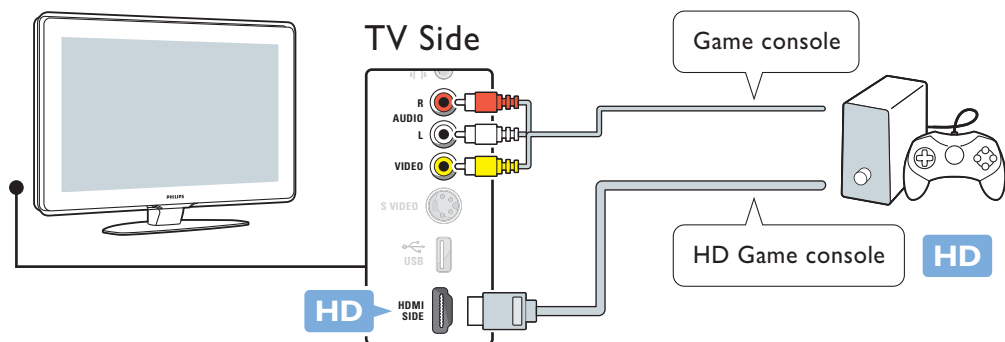 TV Side
Game console
R
AUDIO
L
VIDEO
S VIDEO
USB
HDMI
SIDE
HD
HD Game console
HD
PHILIPS